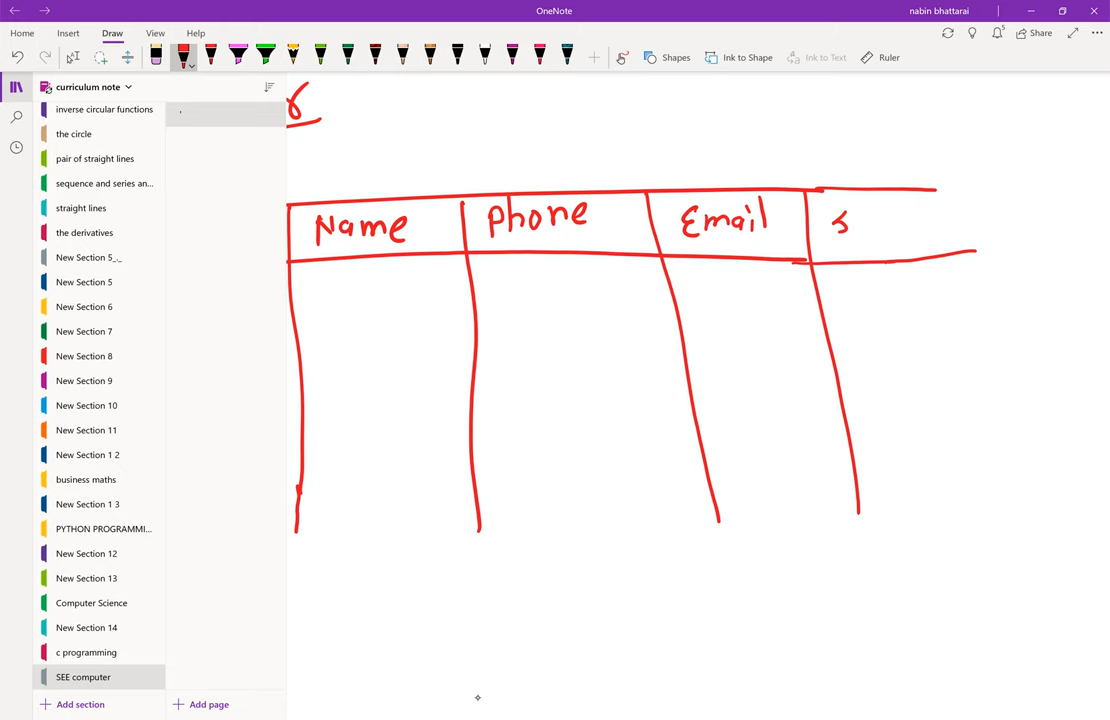 OneNote
nabin bhattarai
Home Insert Draw View Help
Share
Shapes
Ink to Shape
Ink to Text
Ruler
curriculum note
inverse circular functions
the circle
pair of straight lines
sequence and series an...
straight lines
the derivatives
New Section 5_._
New Section 5
New Section 6
New Section 7
New Section 8
New Section 9
New Section 10
New Section 11
New Section 1 2
business maths
New Section 1 3
PYTHON PROGRAMMI...
New Section 12
New Section 13
Computer Science
New Section 14
c programming
SEE computer
Add section
Add page
Name Phone Email s